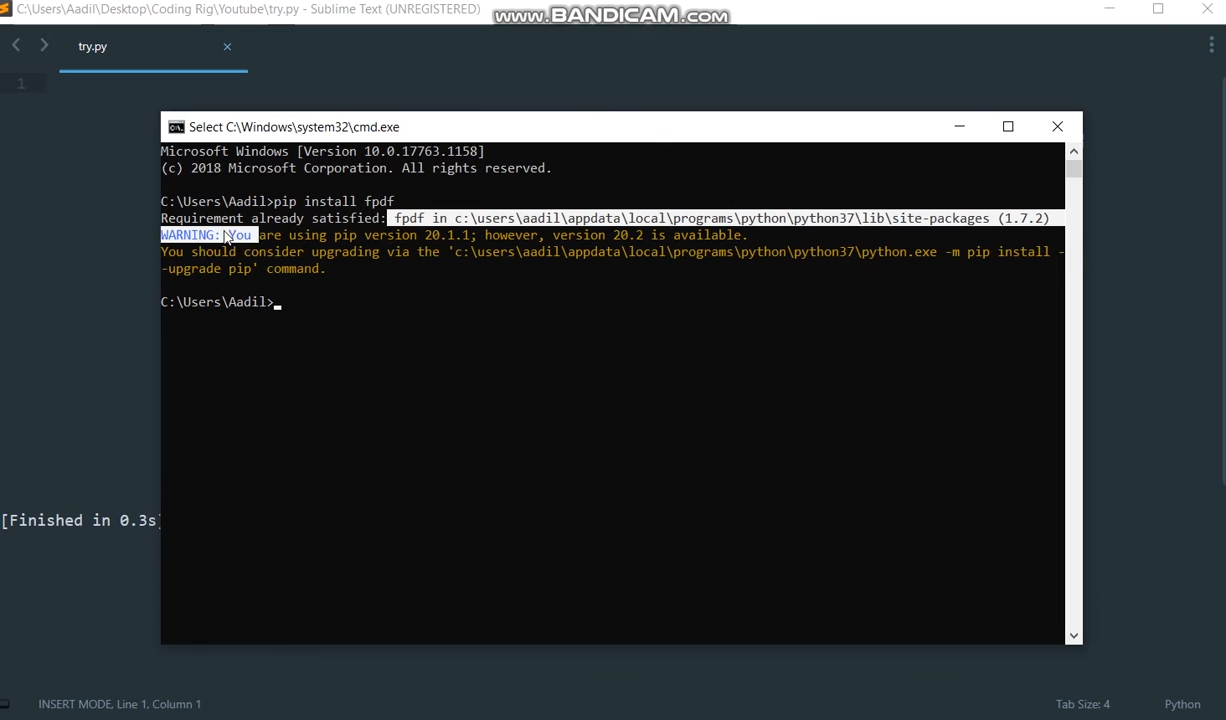 C:\Users\Aadil\Desktop\Coding Rig\Youtube\try.py - Sublime Text (UNREGISTERED)
www.BANDICAM.com
try.py
1
Select C:\Windows\system32\cmd.exe
Microsoft Windows [Version 10.0.17763.1158]
(c) 2018 Microsoft Corporation. All rights reserved.
C:\Users\Aadil>pip install fpdf
Requirement already satisfied: fpdf in c:\users\aadil\appdata\local\programs\python\python37\lib\site-packages (1.7.2)
WARNING: You are using pip version 20.1.1; however, version 20.2 is available.
You should consider upgrading via the 'c:\users\aadil\appdata\local\programs\python\python37\python.exe -m pip install -
-upgrade pip' command.
C:\Users\Aadil>
[Finished in 0.3s]
INSERT MODE, Line 1, Column 1
Tab Size: 4
Python